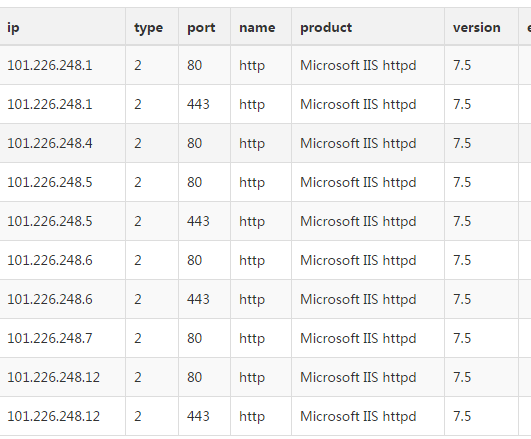 ip type port name product version e
101.226.248.1 2 80 http Microsoft IIS httpd 7.5
101.226.248.1 2 443 http Microsoft IIS httpd 7.5
101.226.248.4 2 80 http Microsoft IIS httpd 7.5
101.226.248.5 2 80 http Microsoft IIS httpd 7.5
101.226.248.5 2 443 http Microsoft IIS httpd 7.5
101.226.248.6 2 80 http Microsoft IIS httpd 7.5
101.226.248.6 2 443 http Microsoft IIS httpd 7.5
101.226.248.7 2 80 http Microsoft IIS httpd 7.5
101.226.248.12 2 80 http Microsoft IIS httpd 7.5
101.226.248.12 2 443 http Microsoft IIS httpd 7.5